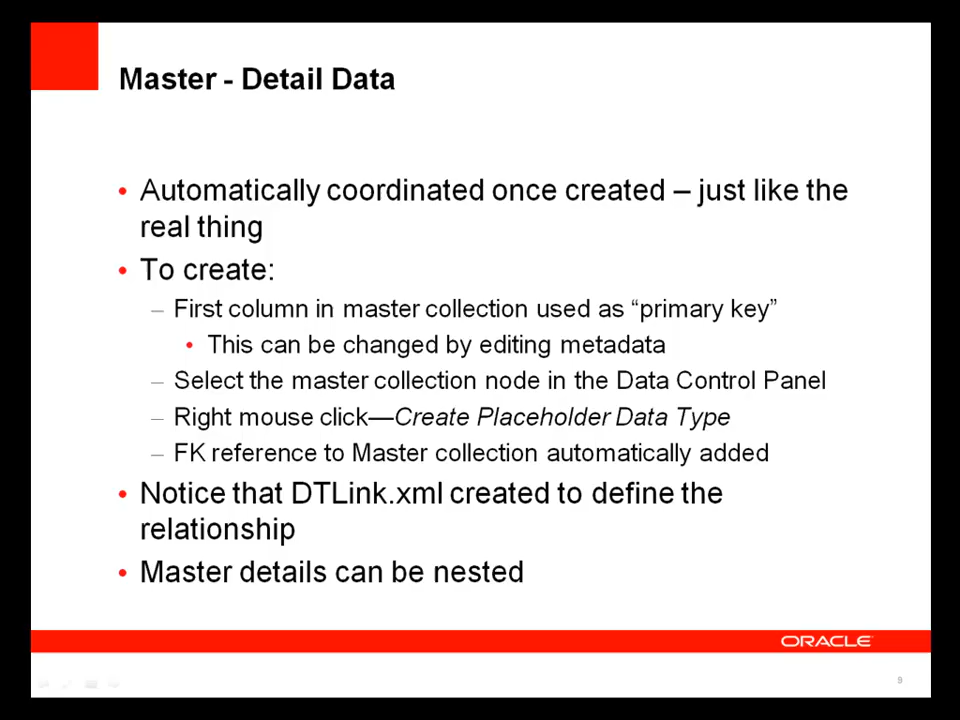 Master - Detail Data
• Automatically coordinated once created – just like the
real thing
• To create:
– First column in master collection used as “primary key”
• This can be changed by editing metadata
– Select the master collection node in the Data Control Panel
– Right mouse click—Create Placeholder Data Type
– FK reference to Master collection automatically added
• Notice that DTLink.xml created to define the
relationship
• Master details can be nested
ORACLE
9